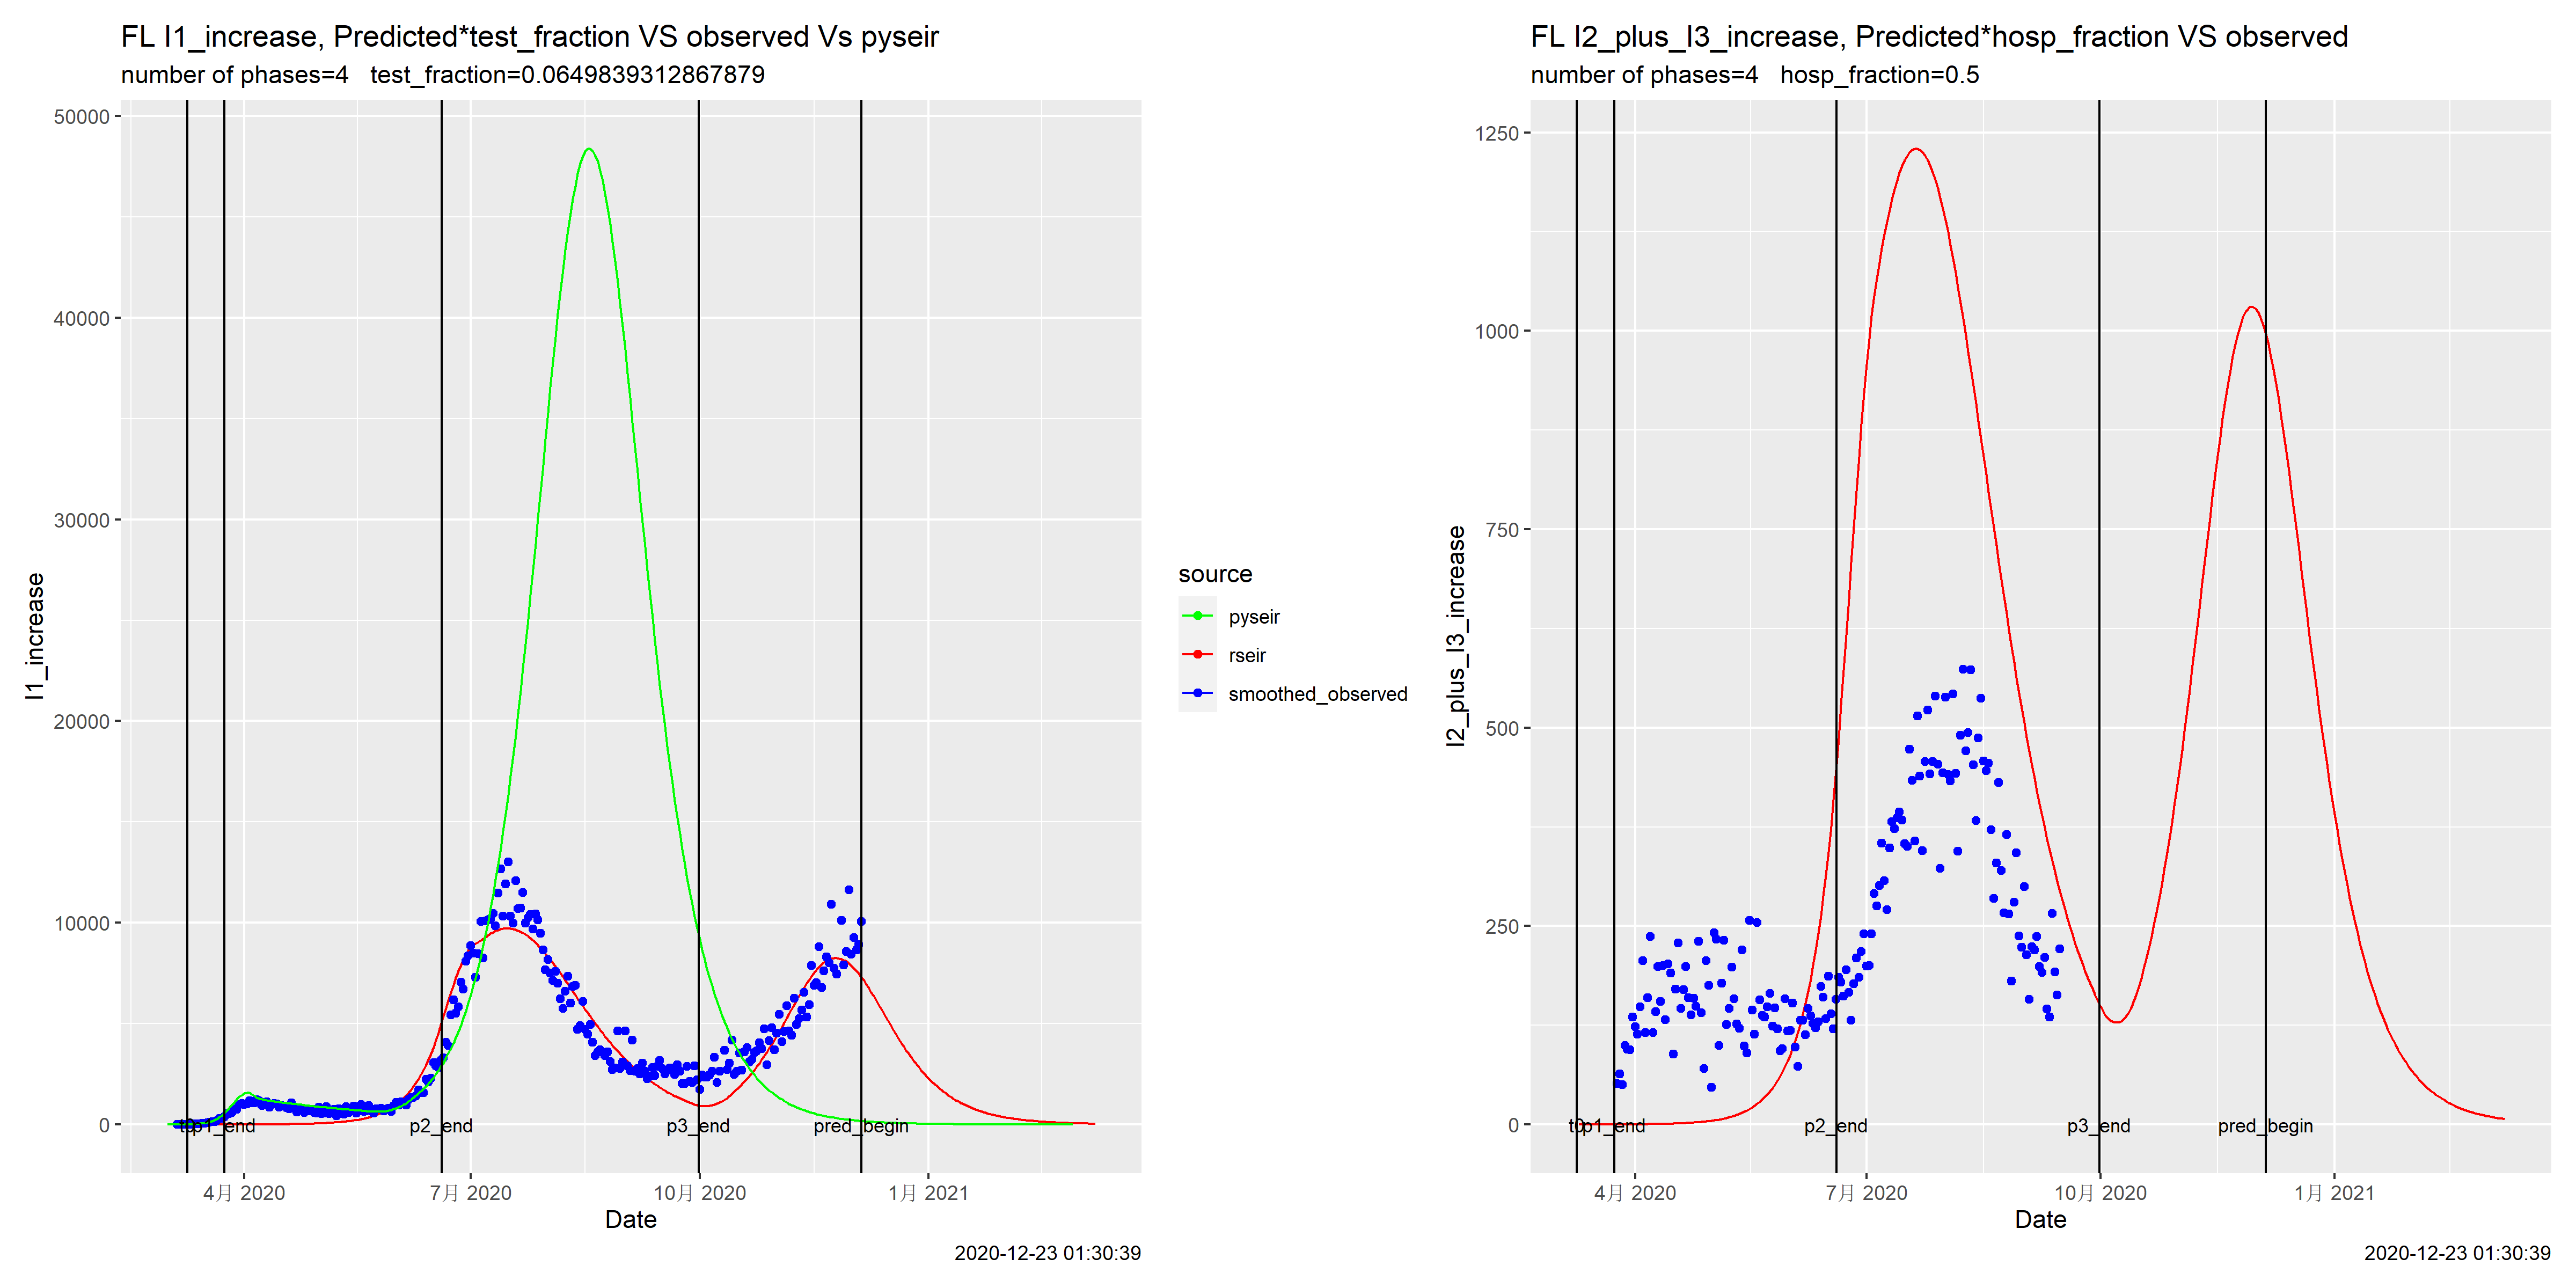 FL I1_increase, Predicted*test_fraction VS observed Vs pyseir
number of phases=4   test_fraction=0.0649839312867879
50000
40000
30000
20000
10000
0
I1_increase
p1_end
p2_end
p3_end
pred_begin
4月 2020
7月 2020
10月 2020
1月 2021
Date
2020-12-23 01:30:39
source
pyseir
rseir
smoothed_observed
FL I2_plus_I3_increase, Predicted*hosp_fraction VS observed
number of phases=4   hosp_fraction=0.5
1250
1000
750
500
250
0
I2_plus_I3_increase
p1_end
p2_end
p3_end
pred_begin
4月 2020
7月 2020
10月 2020
1月 2021
Date
2020-12-23 01:30:39